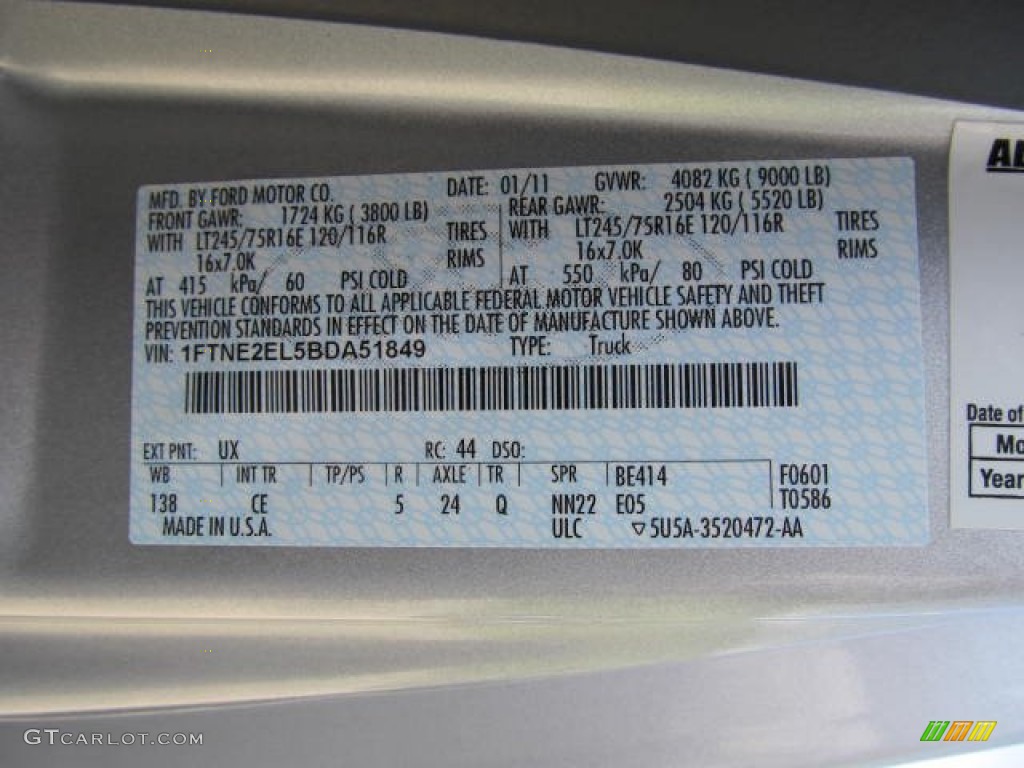 MFD. BY FORD MOTOR CO. DATE: 01/11 GVWR: 4082 KG ( 9000 LB)
FRONT GAWR: 1724 KG ( 3800 LB) REAR GAWR: 2504 KG ( 5520 LB)
WITH LT245/75R16E 120/116R TIRES WITH LT245/75R16E 120/116R TIRES
16x7.0K RIMS 16x7.0K RIMS
AT 415 kPa/ 60 PSI COLD AT 550 kPa/ 80 PSI COLD
THIS VEHICLE CONFORMS TO ALL APPLICABLE FEDERAL MOTOR VEHICLE SAFETY AND THEFT
PREVENTION STANDARDS IN EFFECT ON THE DATE OF MANUFACTURE SHOWN ABOVE.
VIN: 1FTNE2EL5BDA51849 TYPE: Truck
EXT PNT: UX RC: 44 DSO:
WB INT TR TP/PS R AXLE TR SPR BE414 F0601
138 CE 5 24 Q NN22 E05 T0586
MADE IN U.S.A. ULC ▽5U5A-3520472-AA
Date of
Year
GTCARLOT.COM